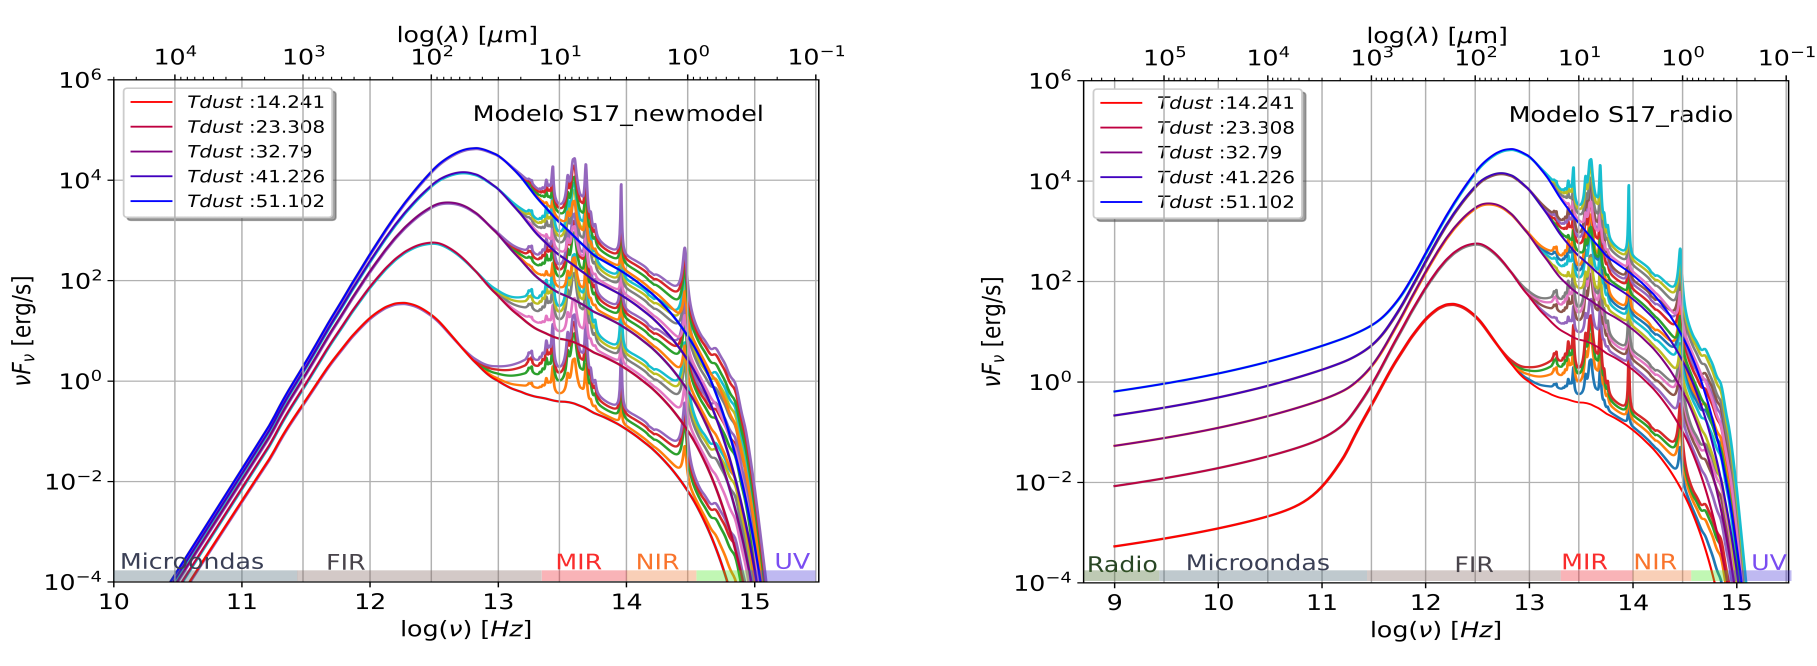 log(λ) [μm]
10⁴ 10³ 10² 10¹ 10⁰ 10⁻¹
10⁶
10⁴
10²
10⁰
10⁻²
10⁻⁴
νFν [erg/s]
Tdust :14.241
Tdust :23.308
Tdust :32.79
Tdust :41.226
Tdust :51.102
Modelo S17_newmodel
Microondas FIR MIR NIR UV
10 11 12 13 14 15
log(ν) [Hz]
log(λ) [μm]
10⁵ 10⁴ 10³ 10² 10¹ 10⁰ 10⁻¹
10⁶
10⁴
10²
10⁰
10⁻²
10⁻⁴
νFν [erg/s]
Tdust :14.241
Tdust :23.308
Tdust :32.79
Tdust :41.226
Tdust :51.102
Modelo S17_radio
Radio Microondas FIR MIR NIR UV
9 10 11 12 13 14 15
log(ν) [Hz]